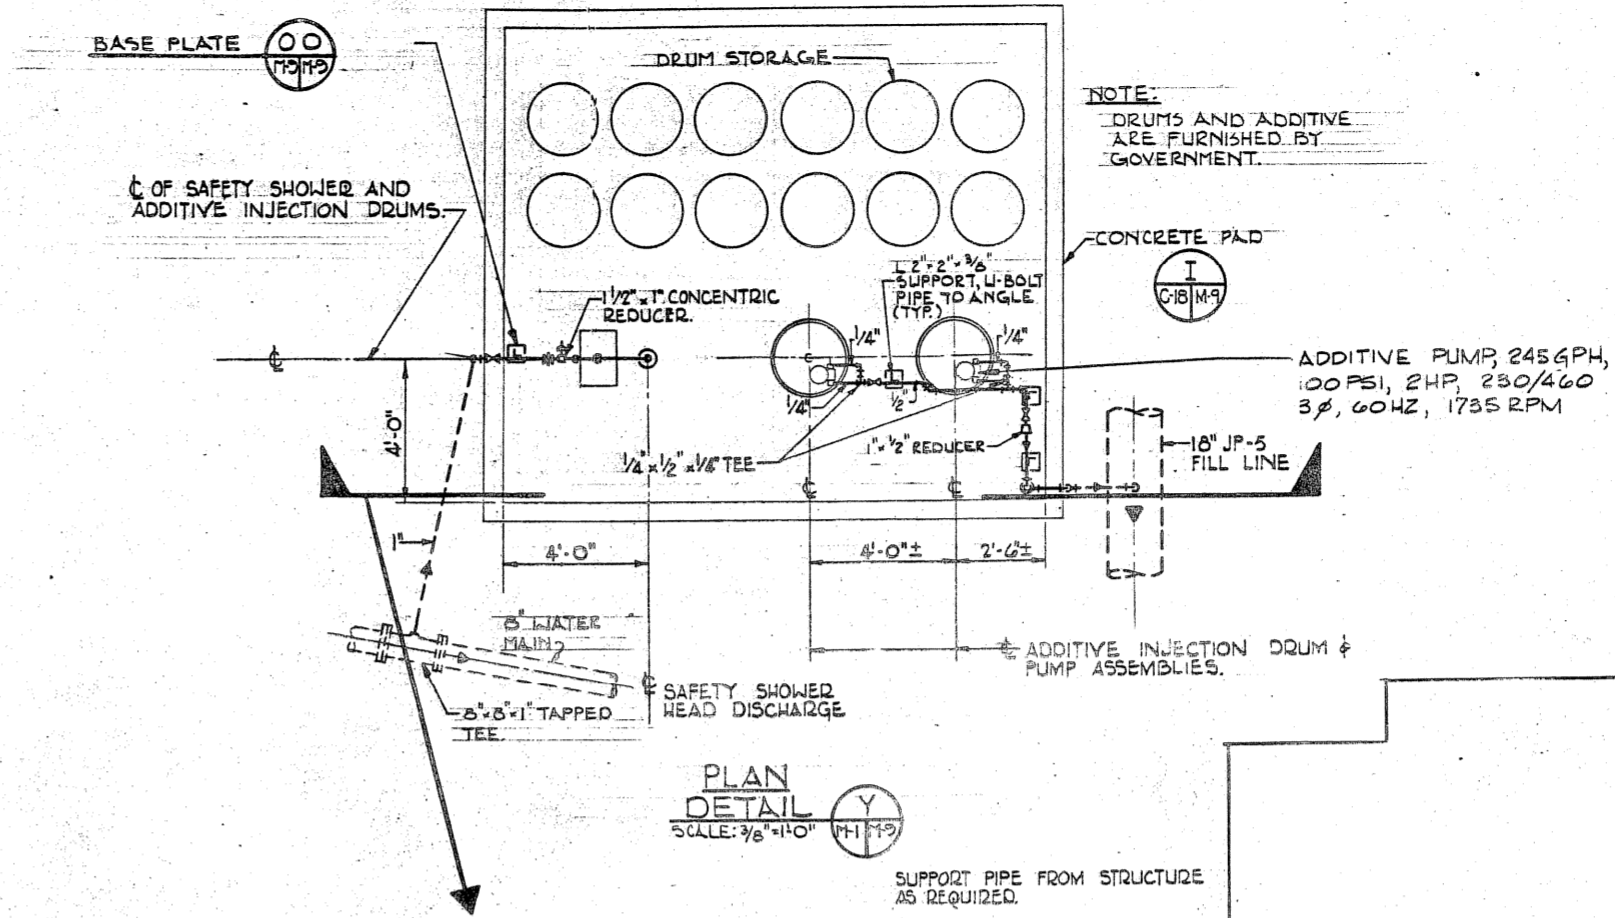 BASE PLATE
OO
M-9 M-9
DRUM STORAGE
NOTE:
DRUMS AND ADDITIVE
ARE FURNISHED BY
GOVERNMENT.
℄ OF SAFETY SHOWER AND
ADDITIVE INJECTION DRUMS.
CONCRETE PAD
I
C-18 M-9
L 2" x 2" x 3/8"
SUPPORT, U-BOLT
PIPE TO ANGLE
(TYP.)
1 1/2" x 1" CONCENTRIC
REDUCER.
1/4"
1/4"
℄
ADDITIVE PUMP, 245 GPH,
100 PSI, 2HP, 230/460
3Ø, 60HZ, 1735 RPM
1/4"
1/2"
4'-0"
1" x 1/2" REDUCER
18" JP-5
FILL LINE
1/4" x 1/2" x 1/4" TEE
℄
℄
1"
4'-0"
4'-0"±
2'-6"±
8" WATER
MAIN
℄ ADDITIVE INJECTION DRUM &
PUMP ASSEMBLIES.
℄ SAFETY SHOWER
HEAD DISCHARGE
8" x 8" x 1" TAPPED
TEE.
PLAN
DETAIL
SCALE: 3/8"=1'-0"
Y
M-1 M-9
SUPPORT PIPE FROM STRUCTURE
AS REQUIRED.